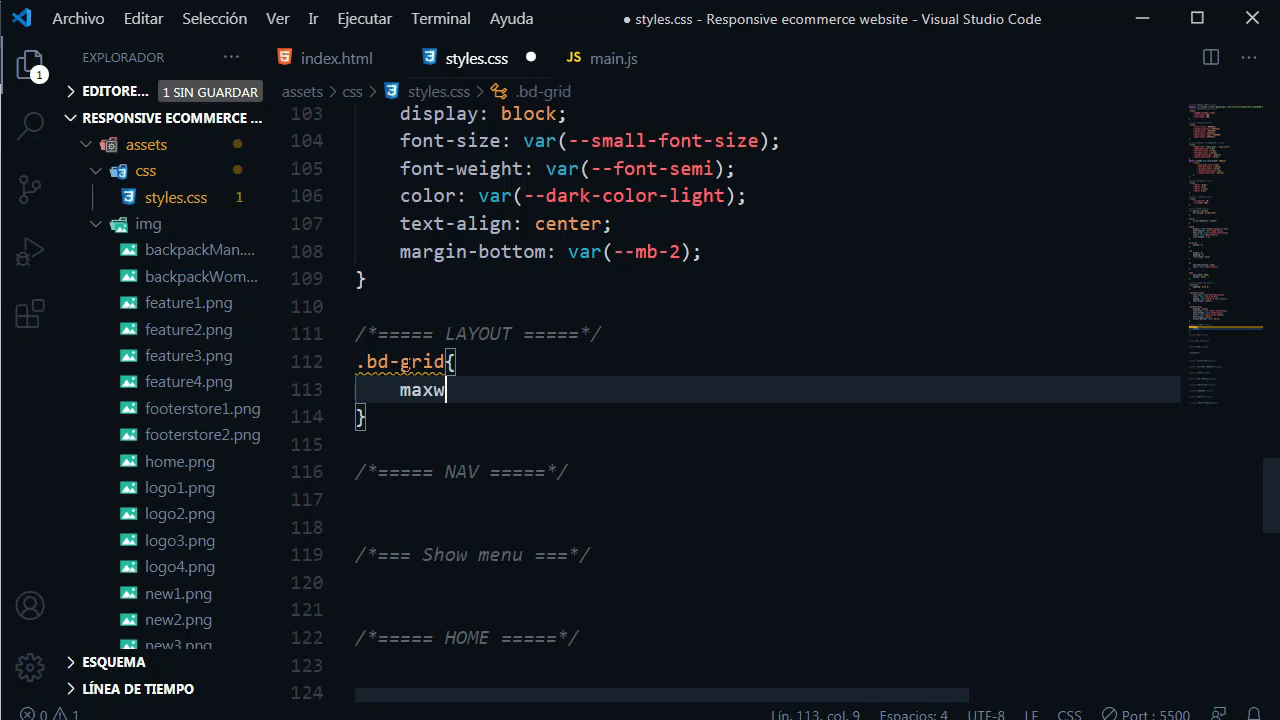 Archivo Editar Selección Ver Ir Ejecutar Terminal Ayuda ● styles.css - Responsive ecommerce website - Visual Studio Code
EXPLORADOR ··· index.html styles.css ● JS main.js ···
1
EDITORE... 1 SIN GUARDAR
assets > css > styles.css > .bd-grid
RESPONSIVE ECOMMERCE ...
assets
css
styles.css 1
img
backpackMan....
backpackWom...
feature1.png
feature2.png
feature3.png
feature4.png
footerstore1.png
footerstore2.png
home.png
logo1.png
logo2.png
logo3.png
logo4.png
new1.png
new2.png
new3.png
ESQUEMA
LÍNEA DE TIEMPO
103 display: block;
104 font-size: var(--small-font-size);
105 font-weight: var(--font-semi);
106 color: var(--dark-color-light);
107 text-align: center;
108 margin-bottom: var(--mb-2);
109 }
110
111 /*===== LAYOUT =====*/
112 .bd-grid{
113 maxw
114 }
115
116 /*===== NAV =====*/
117
118
119 /*=== Show menu ===*/
120
121
122 /*===== HOME =====*/
123
124
0 1 Lín. 113, col. 9 Espacios: 4 UTF-8 LF CSS Port : 5500